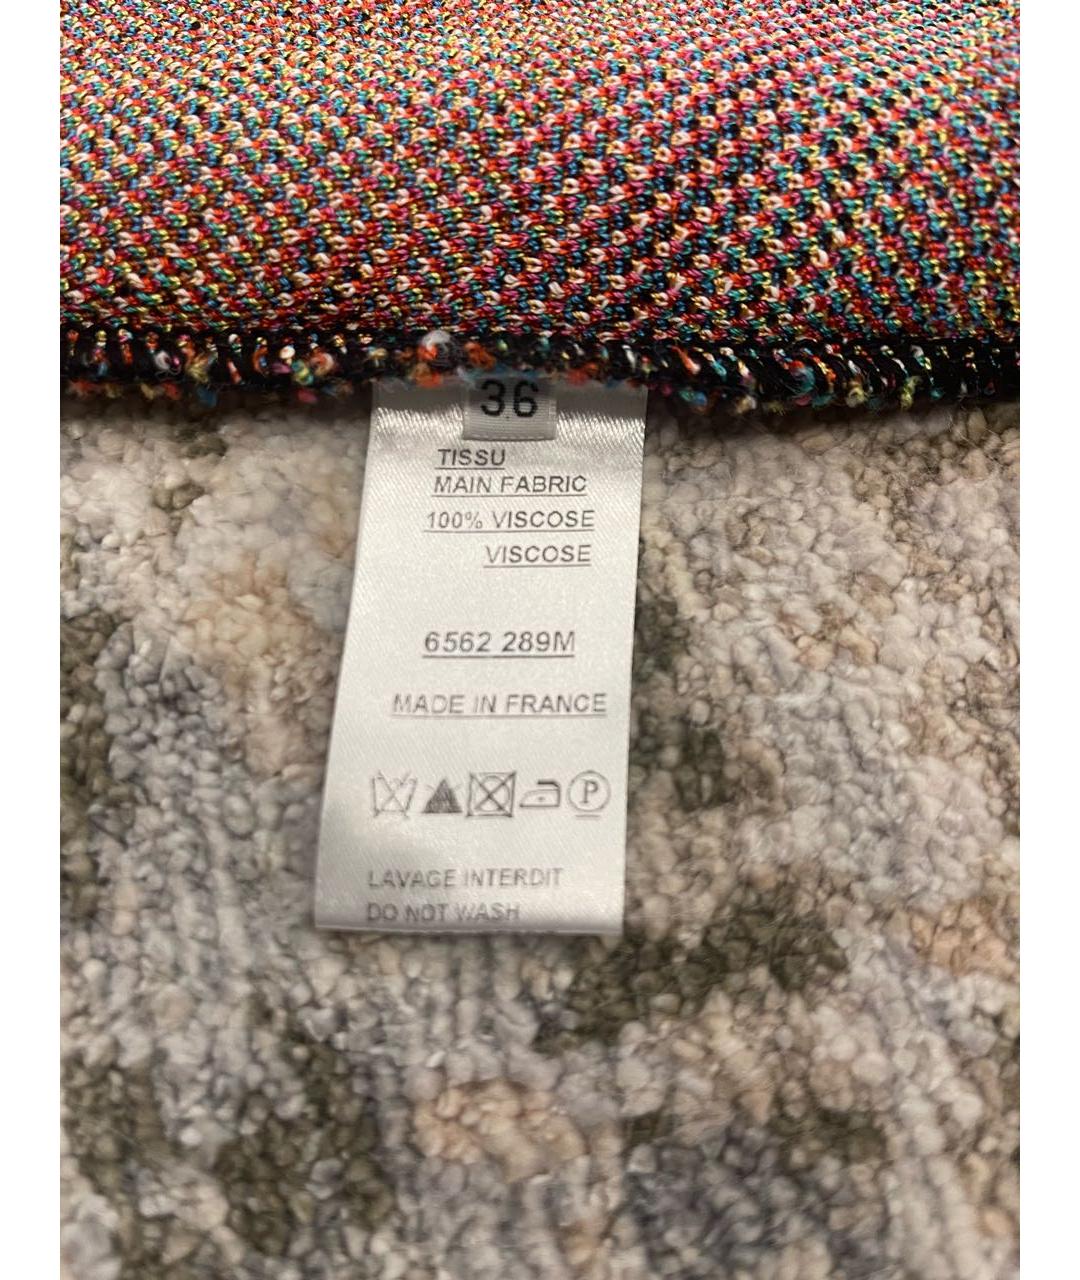 36
TISSU
MAIN FABRIC
100% VISCOSE
VISCOSE
6562 289M
MADE IN FRANCE
P
LAVAGE INTERDIT
DO NOT WASH